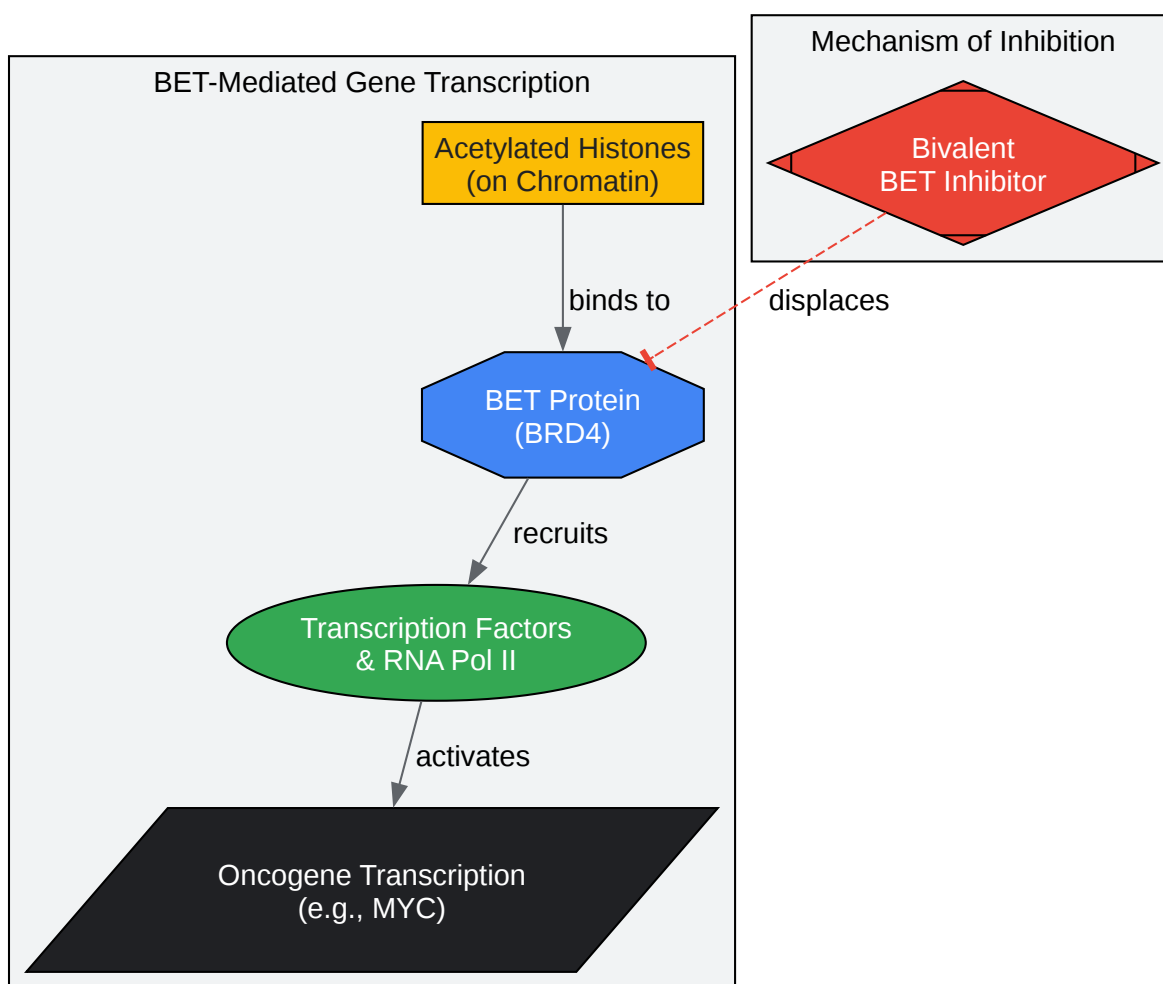 Mechanism of Inhibition
Bivalent
BET Inhibitor
displaces
BET-Mediated Gene Transcription
Acetylated Histones
(on Chromatin)
binds to
BET Protein
(BRD4)
recruits
Transcription Factors
& RNA Pol II
activates
Oncogene Transcription
(e.g., MYC)